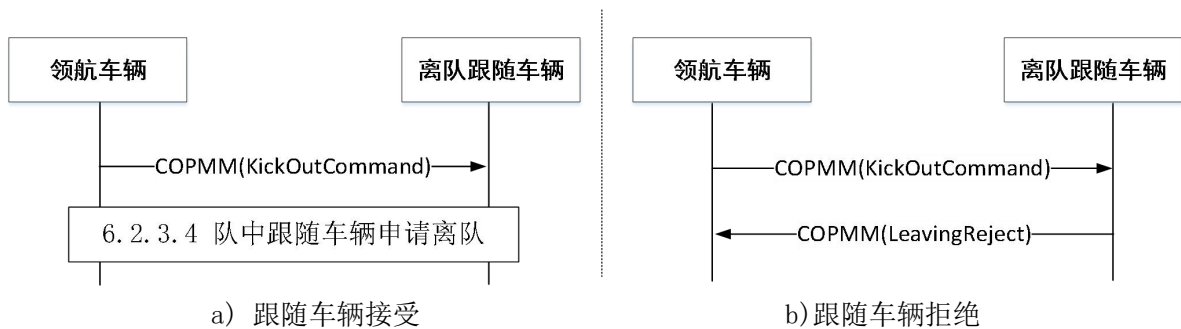 领航车辆
离队跟随车辆
COPMM(KickOutCommand)
6.2.3.4 队中跟随车辆申请离队
a) 跟随车辆接受
领航车辆
离队跟随车辆
COPMM(KickOutCommand)
COPMM(LeavingReject)
b)跟随车辆拒绝